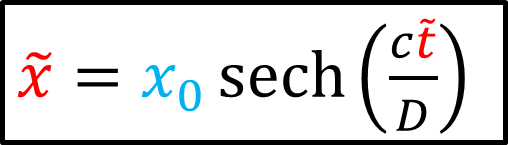 x̃ = x₀ sech(ct̃/D)